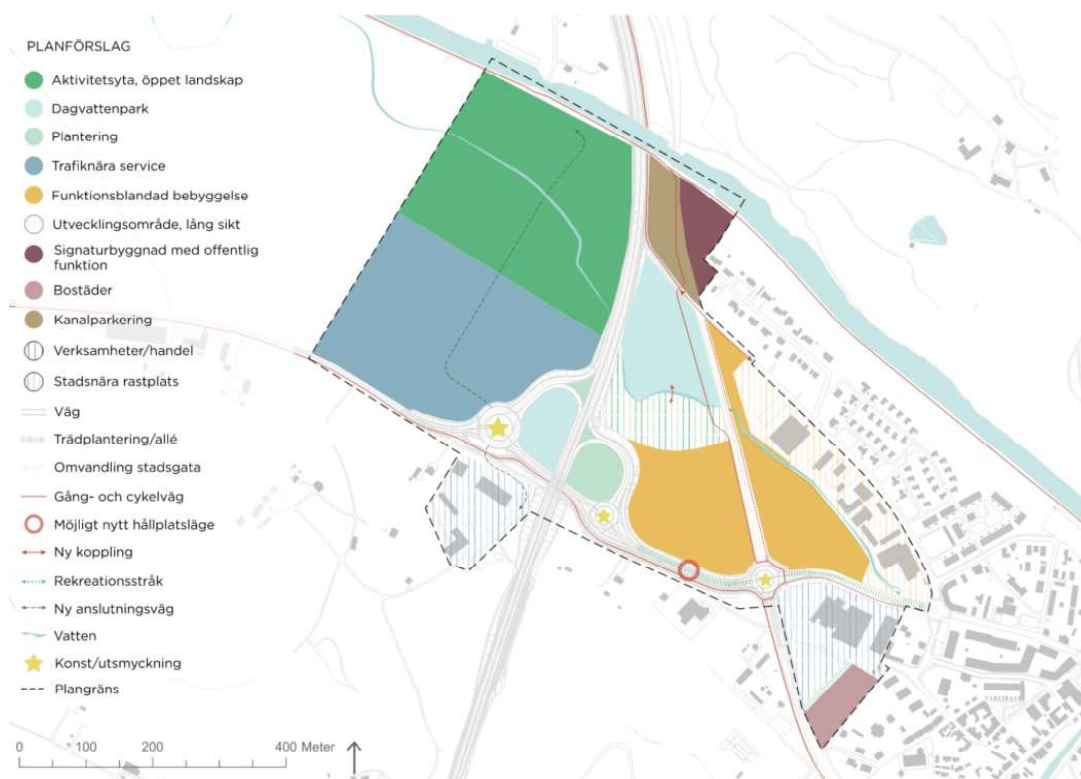 PLANFÖRSLAG
Aktivitetsyta, öppet landskap
Dagvattenpark
Plantering
Trafiknära service
Funktionsblandad bebyggelse
Utvecklingsområde, lång sikt
Signaturbyggnad med offentlig
funktion
Bostäder
Kanalparkering
Verksamheter/handel
Stadsnära rastplats
Väg
Trädplantering/allé
Omvandling stadsgata
Gång- och cykelväg
Möjligt nytt hållplatsläge
Ny koppling
Rekreationsstråk
Ny anslutningsväg
Vatten
Konst/utsmyckning
Plangräns
0 100 200 400 Meter